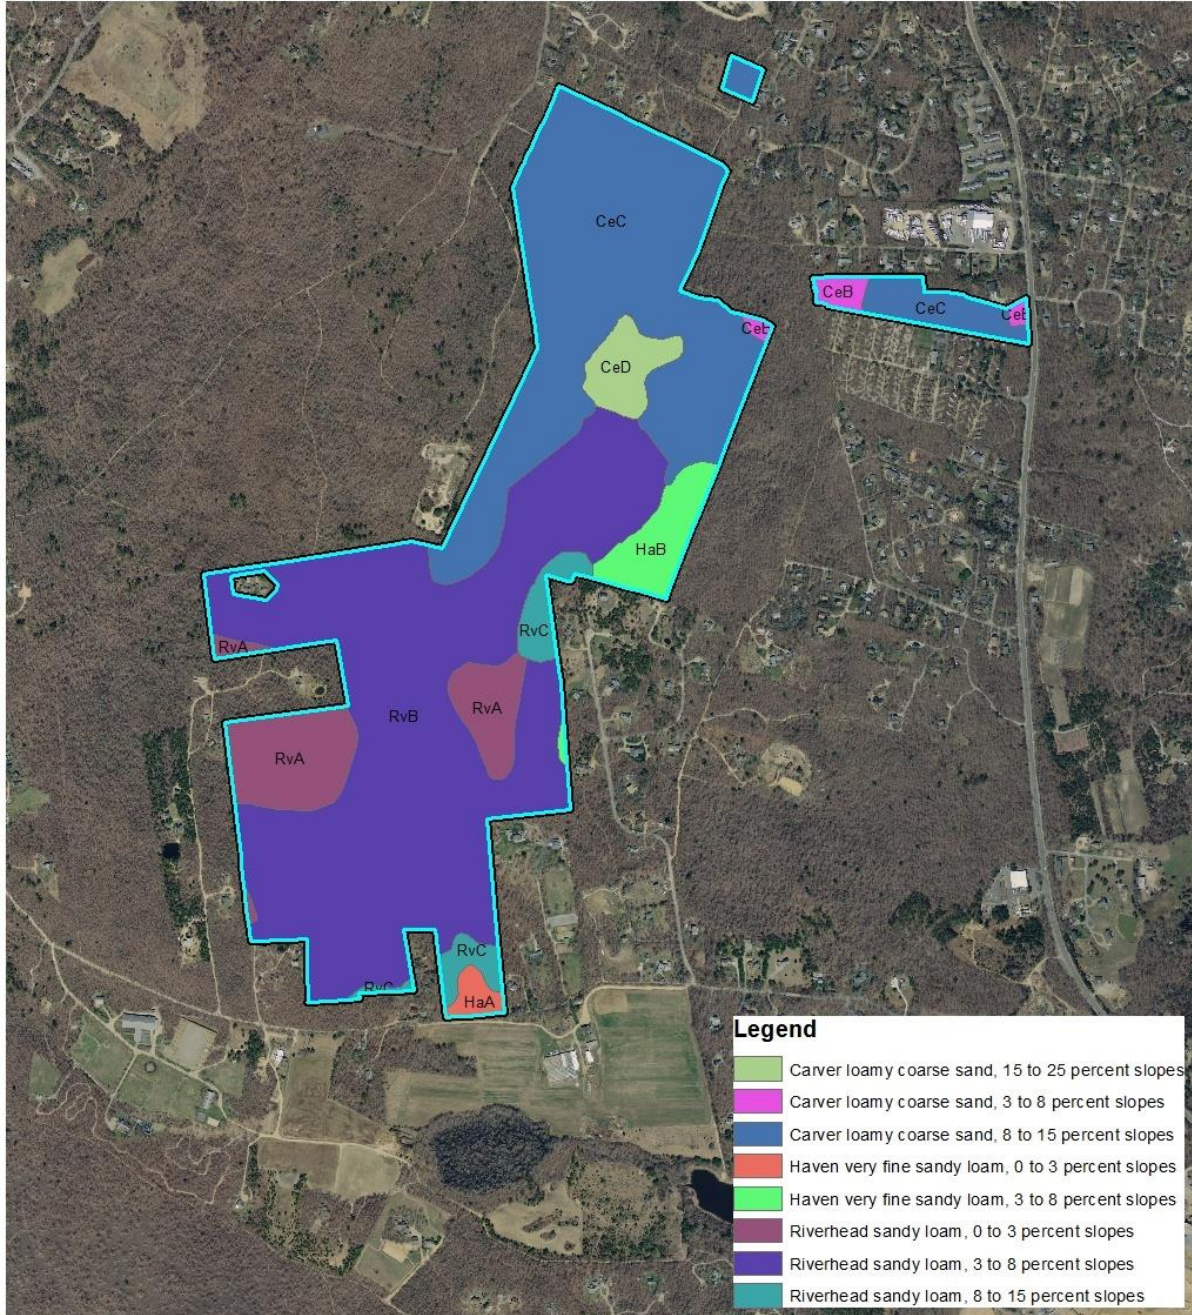 CeC
CeB
CeC
CeB
CeB
CeD
HaB
RvC
RvA
RvA
RvB
RvA
RvC
RvC
HaA
Legend
Carver loamy coarse sand, 15 to 25 percent slopes
Carver loamy coarse sand, 3 to 8 percent slopes
Carver loamy coarse sand, 8 to 15 percent slopes
Haven very fine sandy loam, 0 to 3 percent slopes
Haven very fine sandy loam, 3 to 8 percent slopes
Riverhead sandy loam, 0 to 3 percent slopes
Riverhead sandy loam, 3 to 8 percent slopes
Riverhead sandy loam, 8 to 15 percent slopes